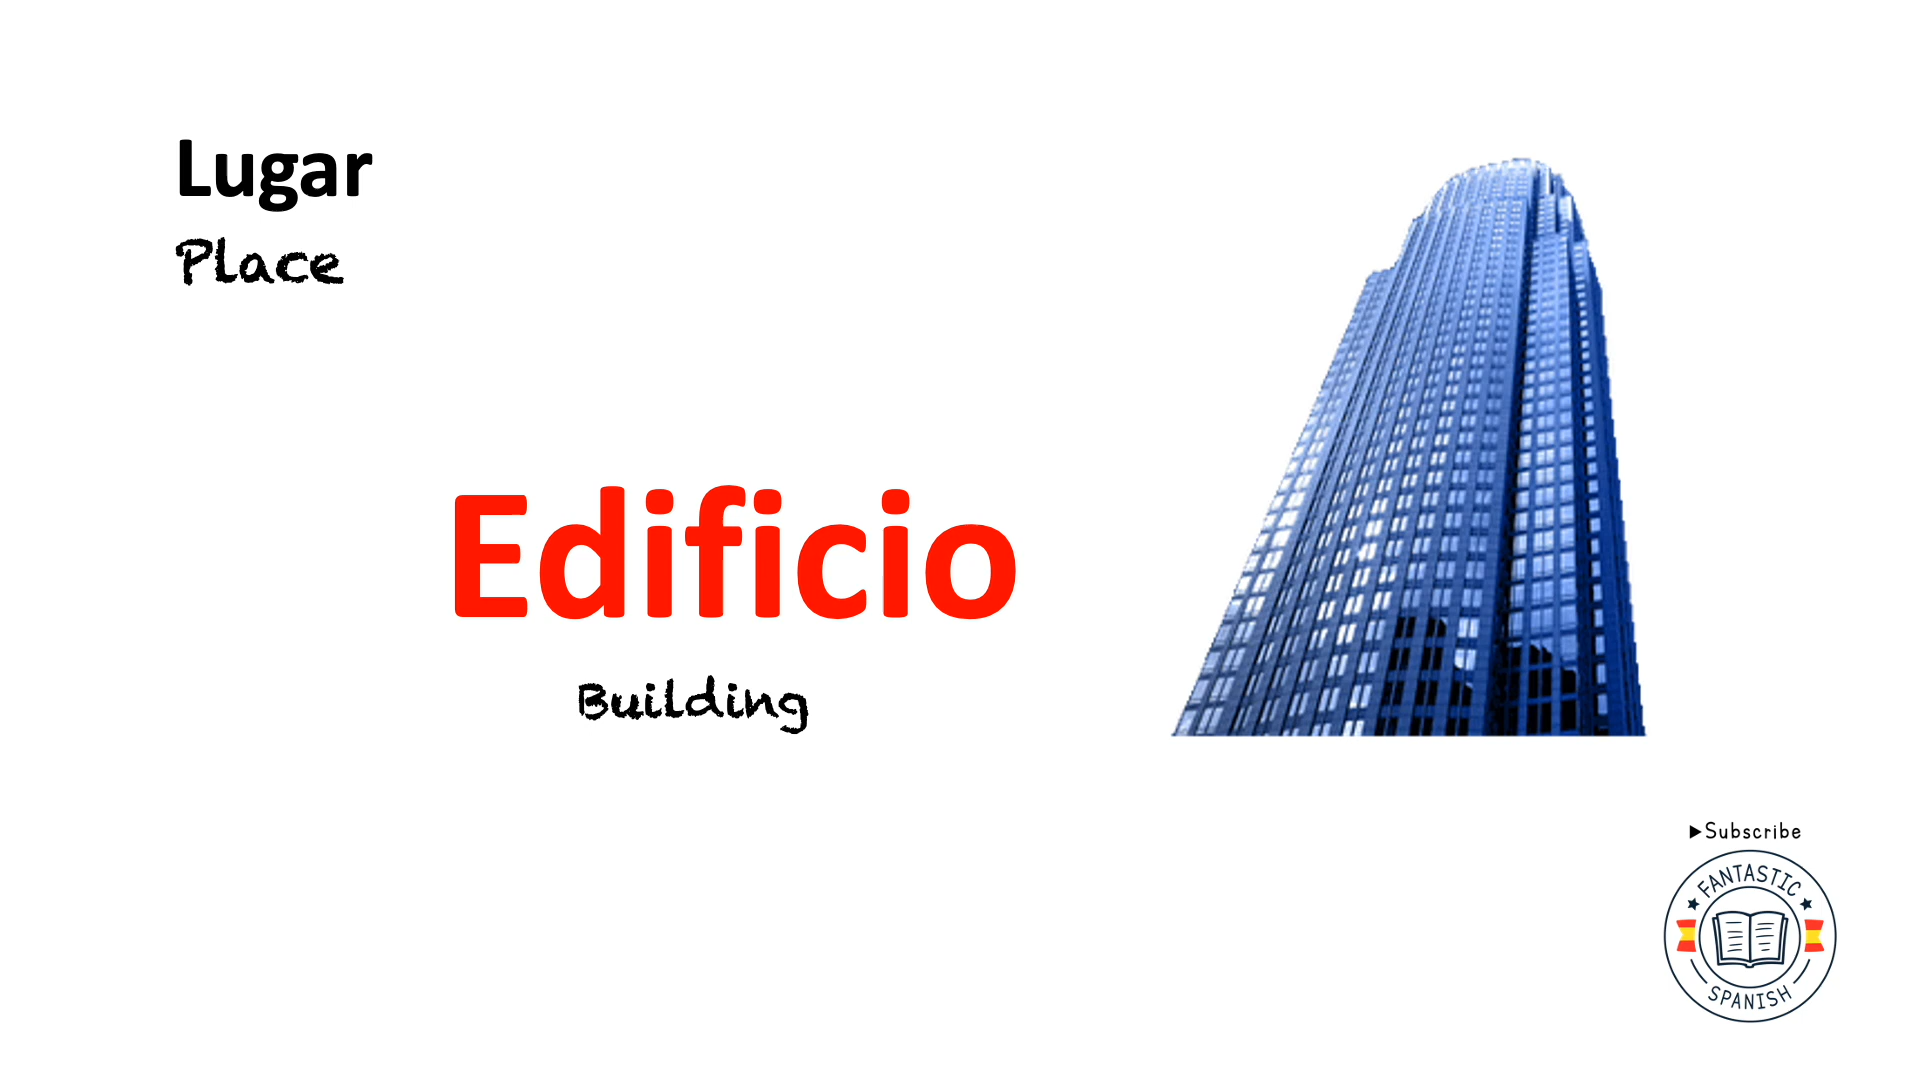 Lugar
Place
Edificio
Building
▶Subscribe
FANTASTIC
SPANISH